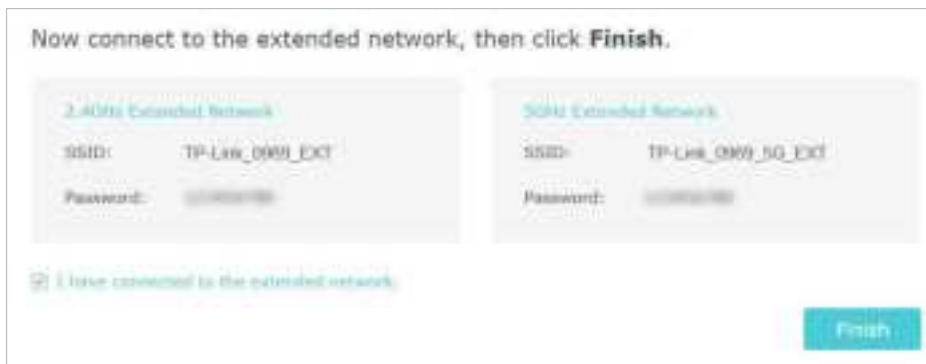 Now connect to the extended network, then click Finish.
2.4GHz Extended Network
SSID: TP-Link_0969_EXT
Password:
5GHz Extended Network
SSID: TP-Link_0969_5G_EXT
Password:
I have connected to the extended network.
Finish